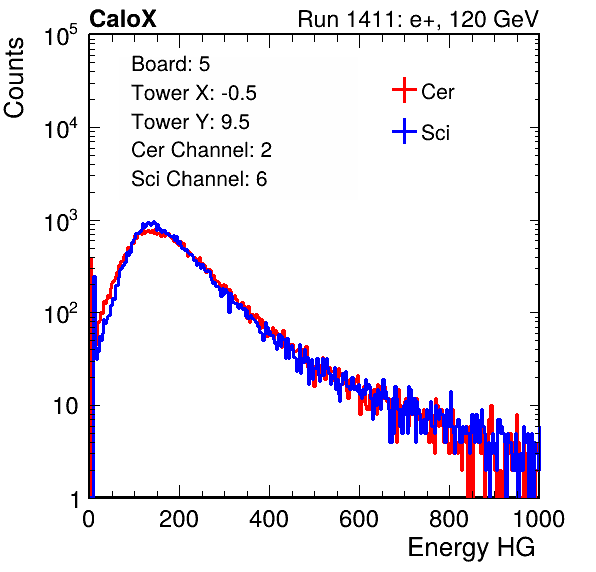 CaloX Run 1411: e+, 120 GeV
Counts
Board: 5
Tower X: -0.5
Tower Y: 9.5
Cer Channel: 2
Sci Channel: 6
Cer
Sci
10^5
10^4
10^3
10^2
10
1
0 200 400 600 800 1000
Energy HG